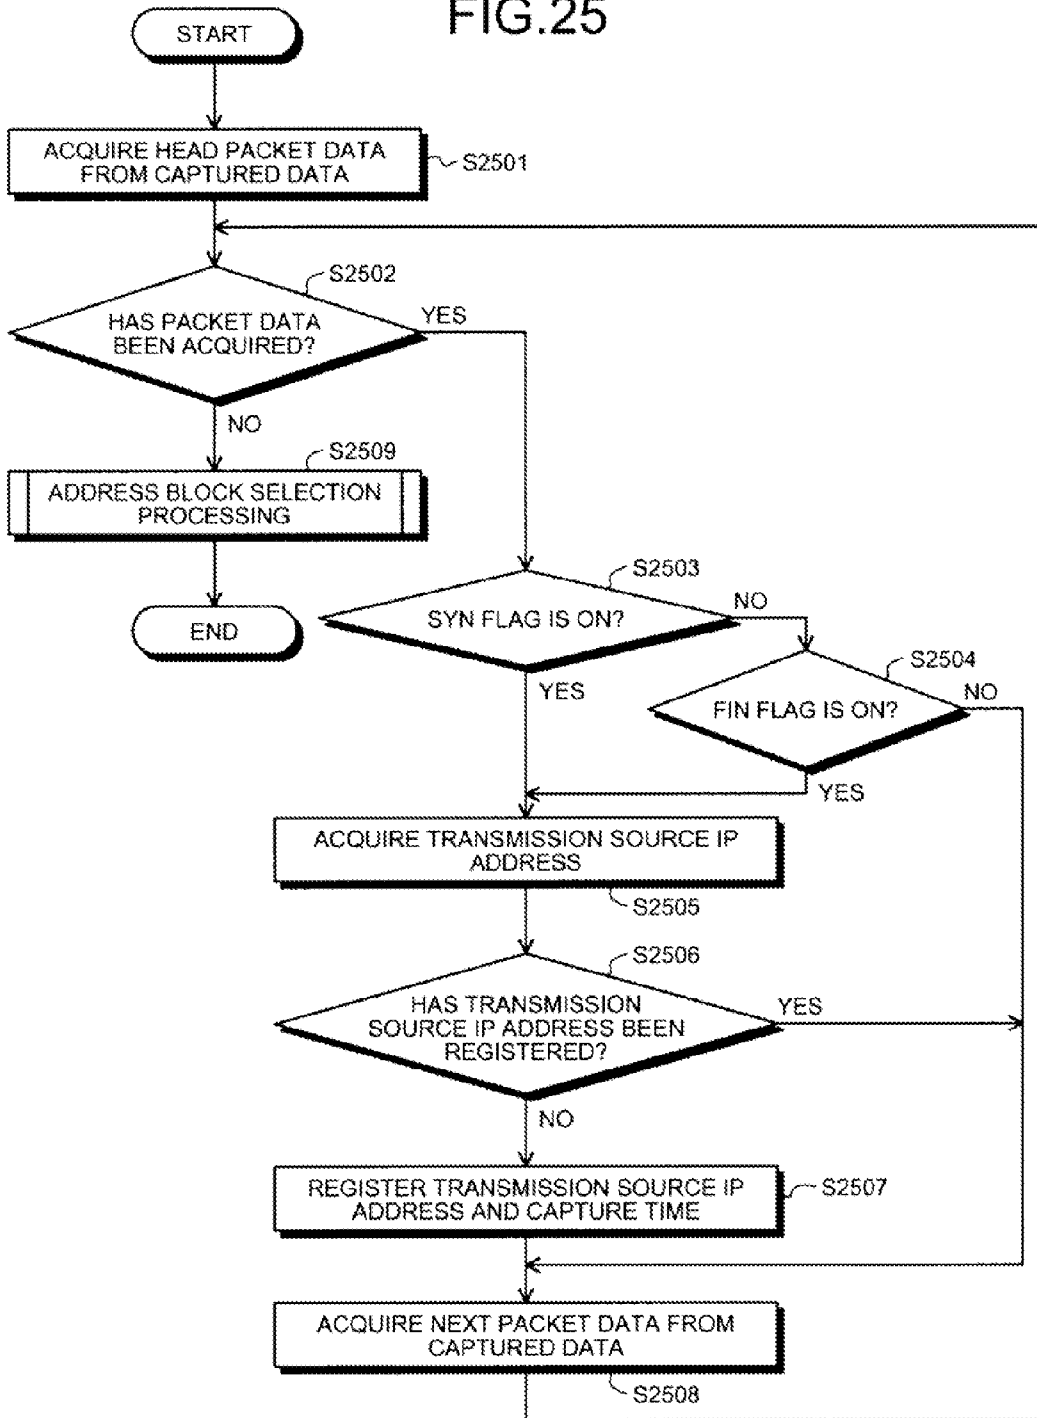 FIG.25
START
ACQUIRE HEAD PACKET DATA
FROM CAPTURED DATA
S2501
S2502
HAS PACKET DATA
BEEN ACQUIRED?
YES
NO
S2509
ADDRESS BLOCK SELECTION
PROCESSING
END
S2503
SYN FLAG IS ON?
NO
YES
S2504
FIN FLAG IS ON?
NO
YES
ACQUIRE TRANSMISSION SOURCE IP
ADDRESS
S2505
S2506
HAS TRANSMISSION
SOURCE IP ADDRESS BEEN
REGISTERED?
YES
NO
REGISTER TRANSMISSION SOURCE IP
ADDRESS AND CAPTURE TIME
S2507
ACQUIRE NEXT PACKET DATA FROM
CAPTURED DATA
S2508